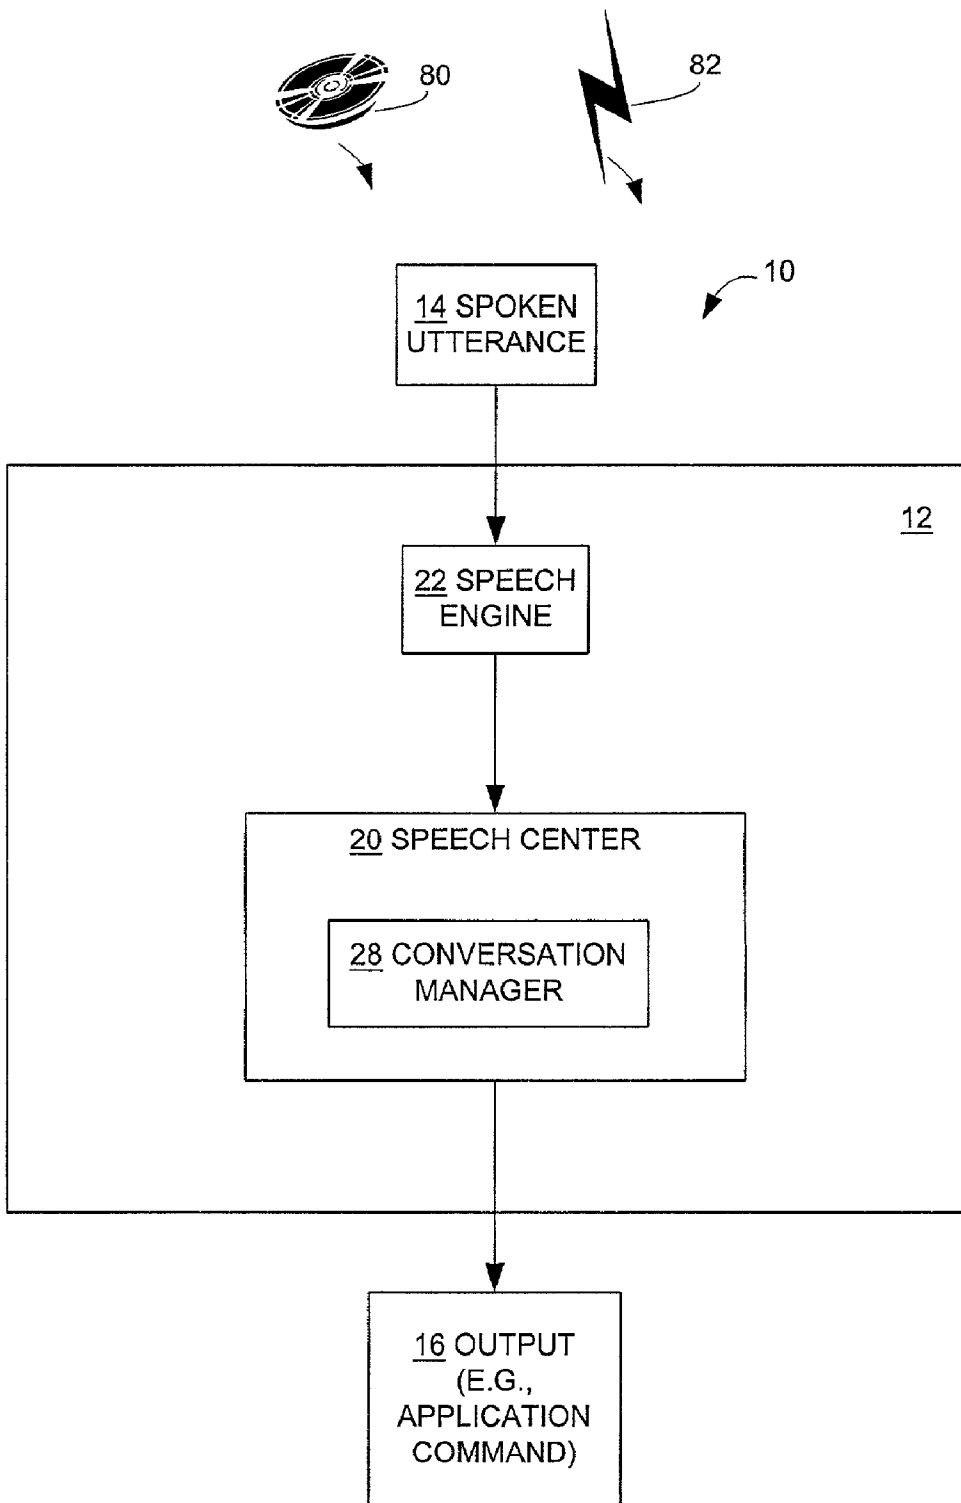 80
82
10
14 SPOKEN
UTTERANCE
12
22 SPEECH
ENGINE
20 SPEECH CENTER
28 CONVERSATION
MANAGER
16 OUTPUT
(E.G.,
APPLICATION
COMMAND)